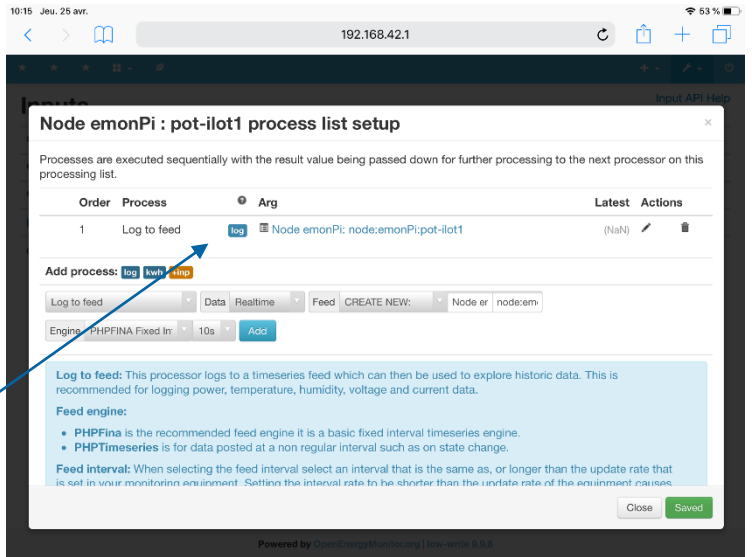 10:15 Jeu. 25 avr.
53 %
192.168.42.1
Inputs
Input API Help
Node emonPi : pot-ilot1 process list setup
×
Processes are executed sequentially with the result value being passed down for further processing to the next processor on this
processing list.
Order Process Arg Latest Actions
1 Log to feed log Node emonPi: node:emonPi:pot-ilot1 (NaN)
Add process: log kwh +inp
Log to feed Data Realtime Feed CREATE NEW: Node er node:em
Engine PHPFINA Fixed In 10s Add
Log to feed: This processor logs to a timeseries feed which can then be used to explore historic data. This is
recommended for logging power, temperature, humidity, voltage and current data.
Feed engine:
• PHPFina is the recommended feed engine it is a basic fixed interval timeseries engine.
• PHPTimeseries is for data posted at a non regular interval such as on state change.
Feed interval: When selecting the feed interval select an interval that is the same as, or longer than the update rate that
is set in your monitoring equipment. Setting the interval rate to be shorter than the update rate of the equipment causes
Close Saved
Powered by OpenEnergyMonitor.org | low-write 9.9.8